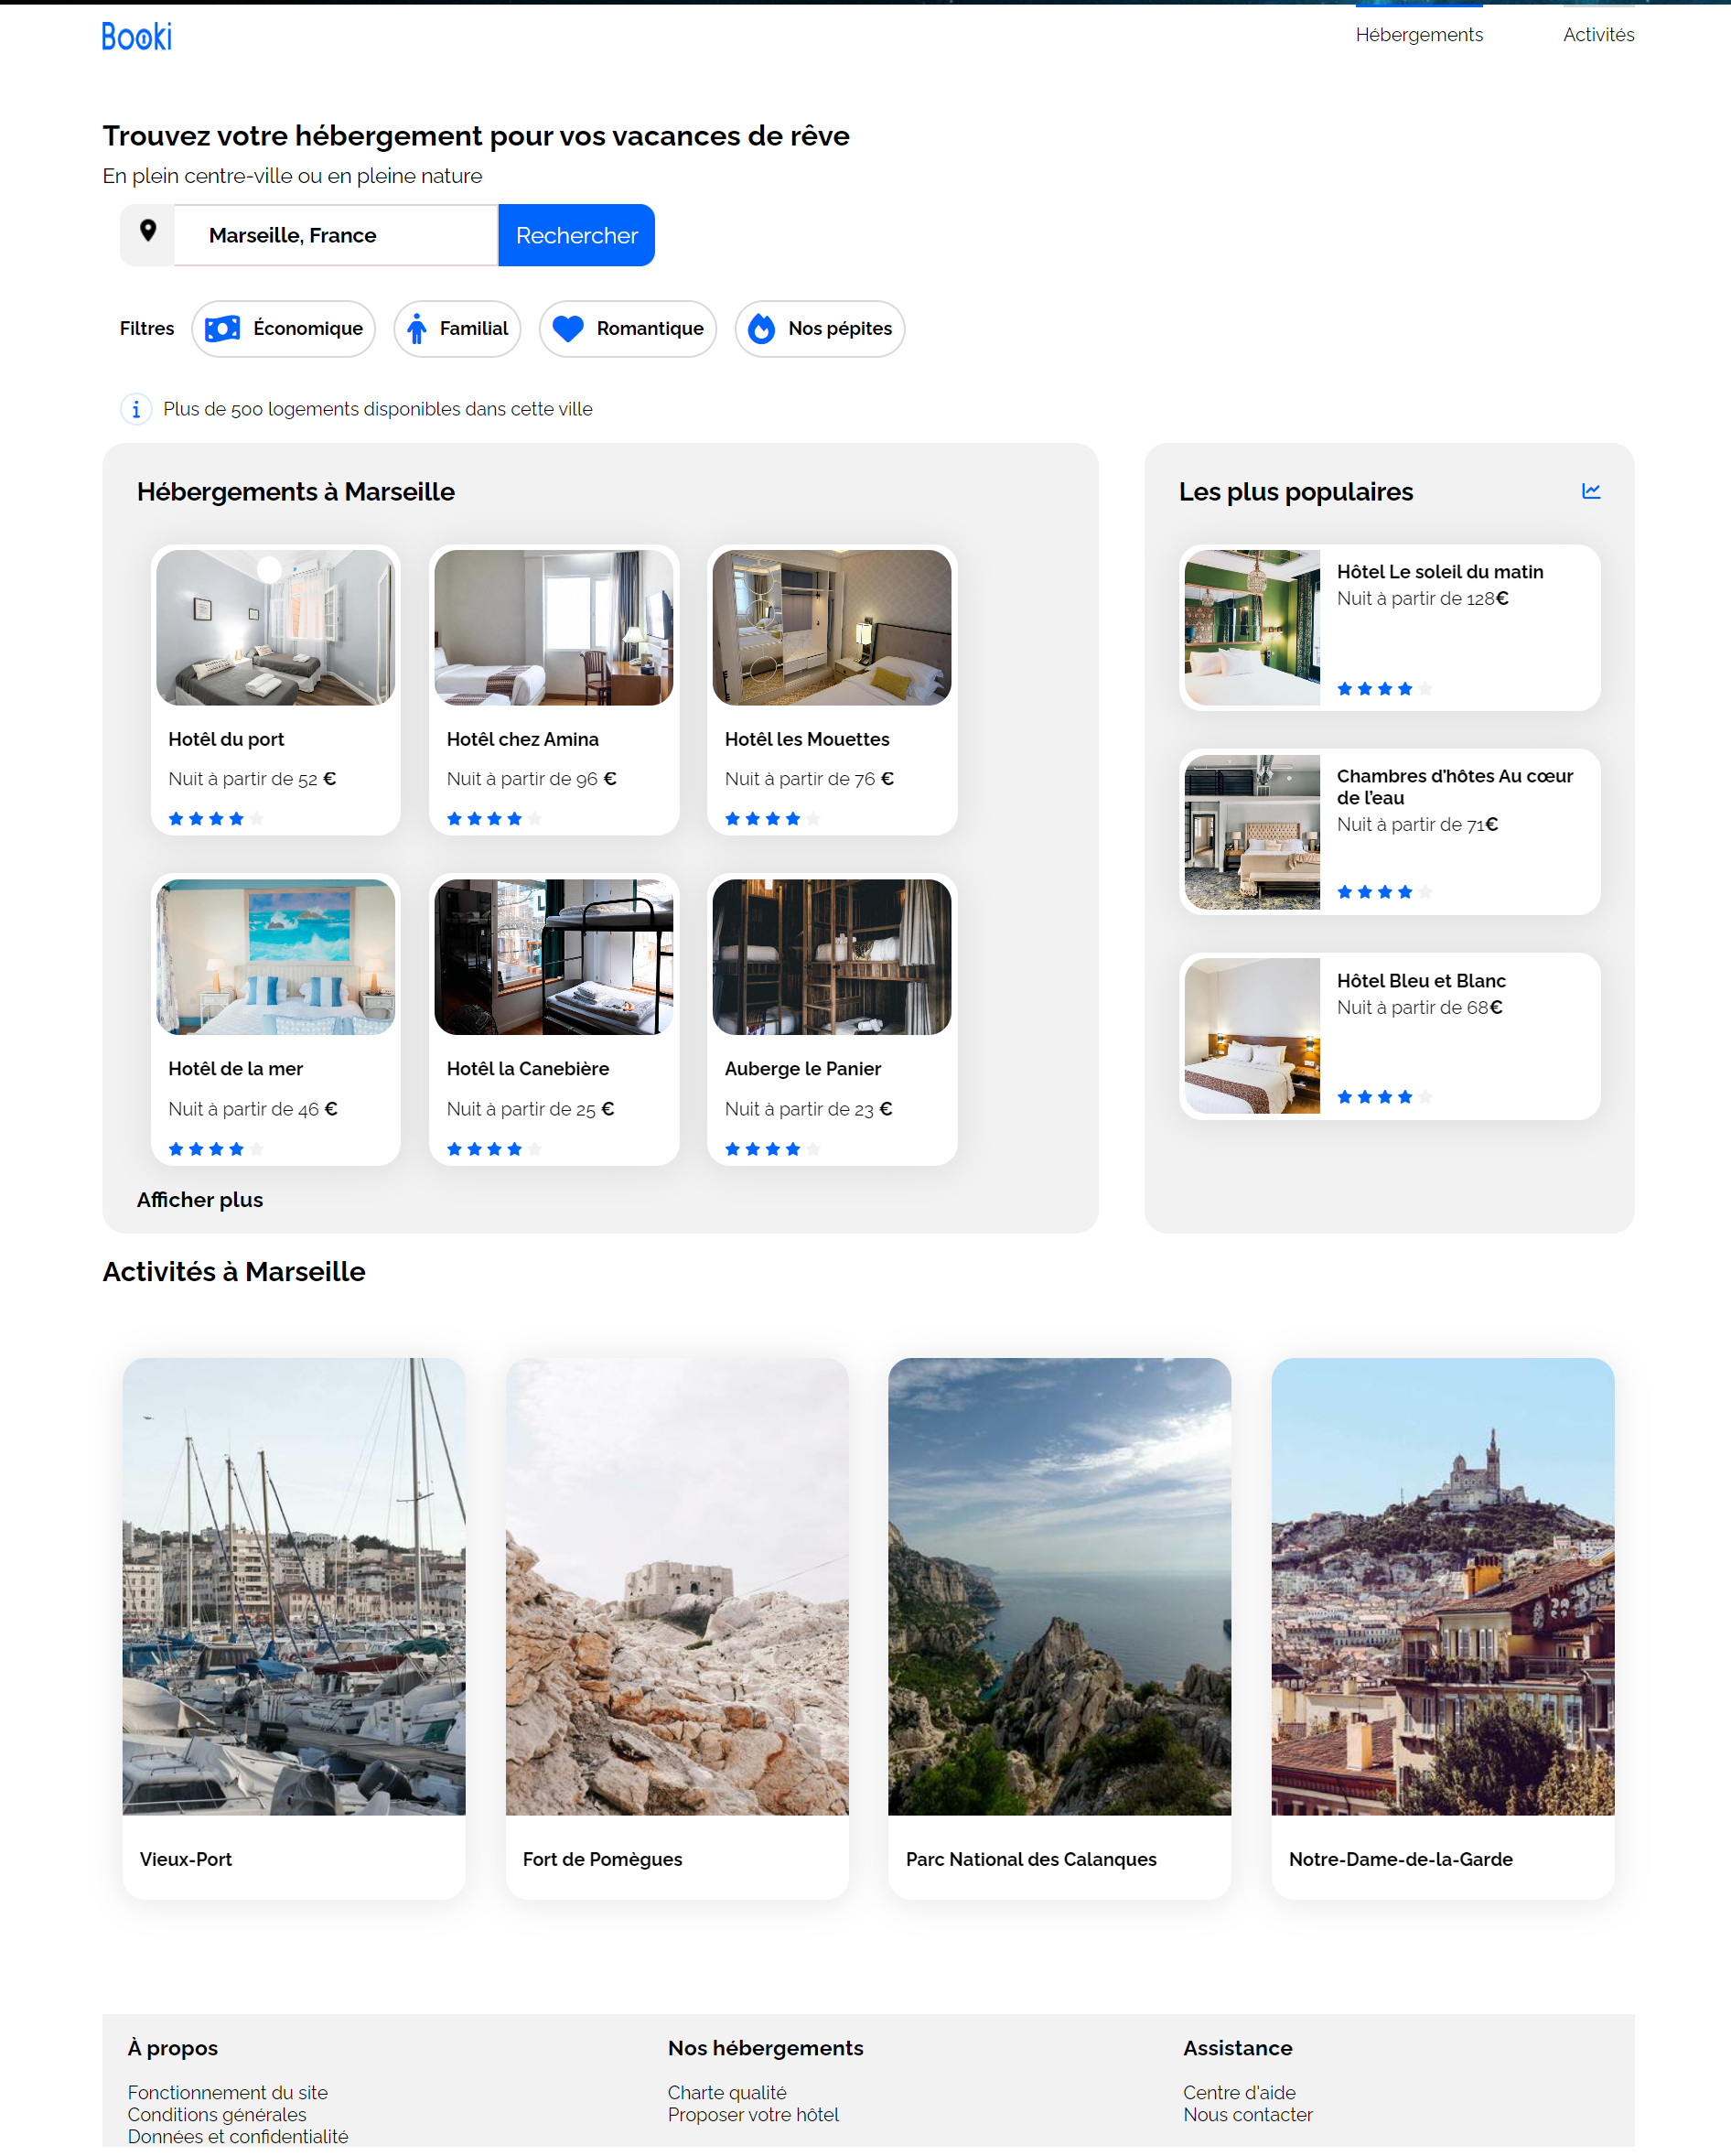 Booki
Hébergements
Activités
Trouvez votre hébergement pour vos vacances de rêve
En plein centre-ville ou en pleine nature
Marseille, France
Rechercher
Filtres
Économique
Familial
Romantique
Nos pépites
Plus de 500 logements disponibles dans cette ville
Hébergements à Marseille
Hotêl du port
Nuit à partir de 52 €
Hotêl chez Amina
Nuit à partir de 96 €
Hotêl les Mouettes
Nuit à partir de 76 €
Hotêl de la mer
Nuit à partir de 46 €
Hotêl la Canebière
Nuit à partir de 25 €
Auberge le Panier
Nuit à partir de 23 €
Afficher plus
Les plus populaires
Hôtel Le soleil du matin
Nuit à partir de 128€
Chambres d'hôtes Au cœur
de l'eau
Nuit à partir de 71€
Hôtel Bleu et Blanc
Nuit à partir de 68€
Activités à Marseille
Vieux-Port
Fort de Pomègues
Parc National des Calanques
Notre-Dame-de-la-Garde
À propos
Fonctionnement du site
Conditions générales
Données et confidentialité
Nos hébergements
Charte qualité
Proposer votre hôtel
Assistance
Centre d'aide
Nous contacter